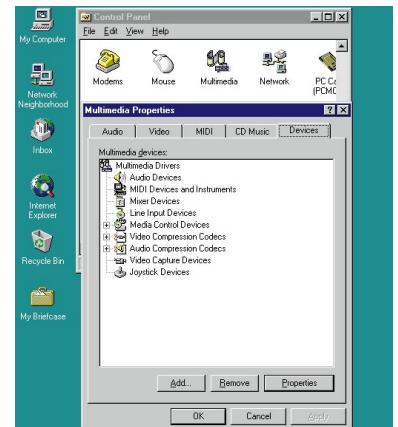 My Computer
Network
Neighborhood
Inbox
Internet
Explorer
Recycle Bin
My Briefcase
Control Panel
File Edit View Help
Modems Mouse Multimedia Network PC Ca
(PCMC
Multimedia Properties
Audio Video MIDI CD Music Devices
Multimedia devices:
Multimedia Drivers
Audio Devices
MIDI Devices and Instruments
Mixer Devices
Line Input Devices
Media Control Devices
Video Compression Codecs
Audio Compression Codecs
Video Capture Devices
Joystick Devices
Add... Remove Properties
OK Cancel Apply